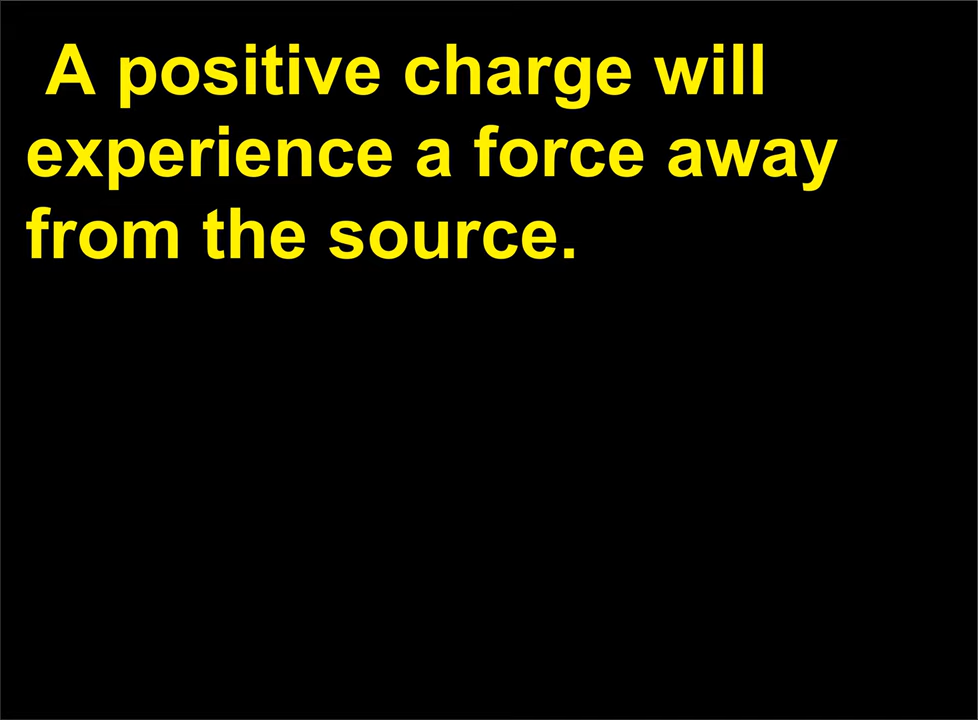 A positive charge will
experience a force away
from the source.